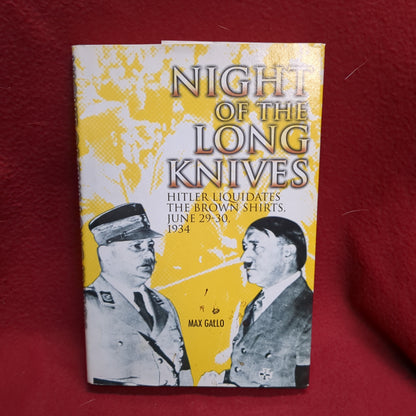 NIGHT
OF THE
LONG
KNIVES
HITLER LIQUIDATES
THE BROWN SHIRTS,
JUNE 29-30,
1934
MAX GALLO